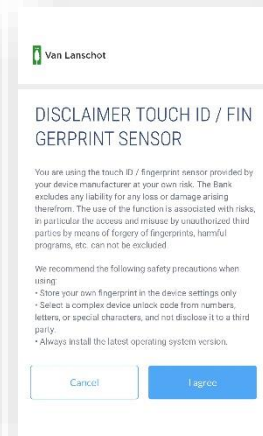 Van Lanschot
DISCLAIMER TOUCH ID / FIN
GERPRINT SENSOR
You are using the touch ID / fingerprint sensor provided by
your device manufacturer at your own risk. The Bank
excludes any liability for any loss or damage arising
therefrom. The use of the function is associated with risks,
in particular the access and misuse by unauthorized third
parties by means of forgery of fingerprints, harmful
programs, etc. can not be excluded
We recommend the following safety precautions when
using:
• Store your own fingerprint in the device settings only
• Select a complex device unlock code from numbers,
letters, or special characters, and not disclose it to a third
party.
• Always install the latest operating system version.
Cancel
I agree